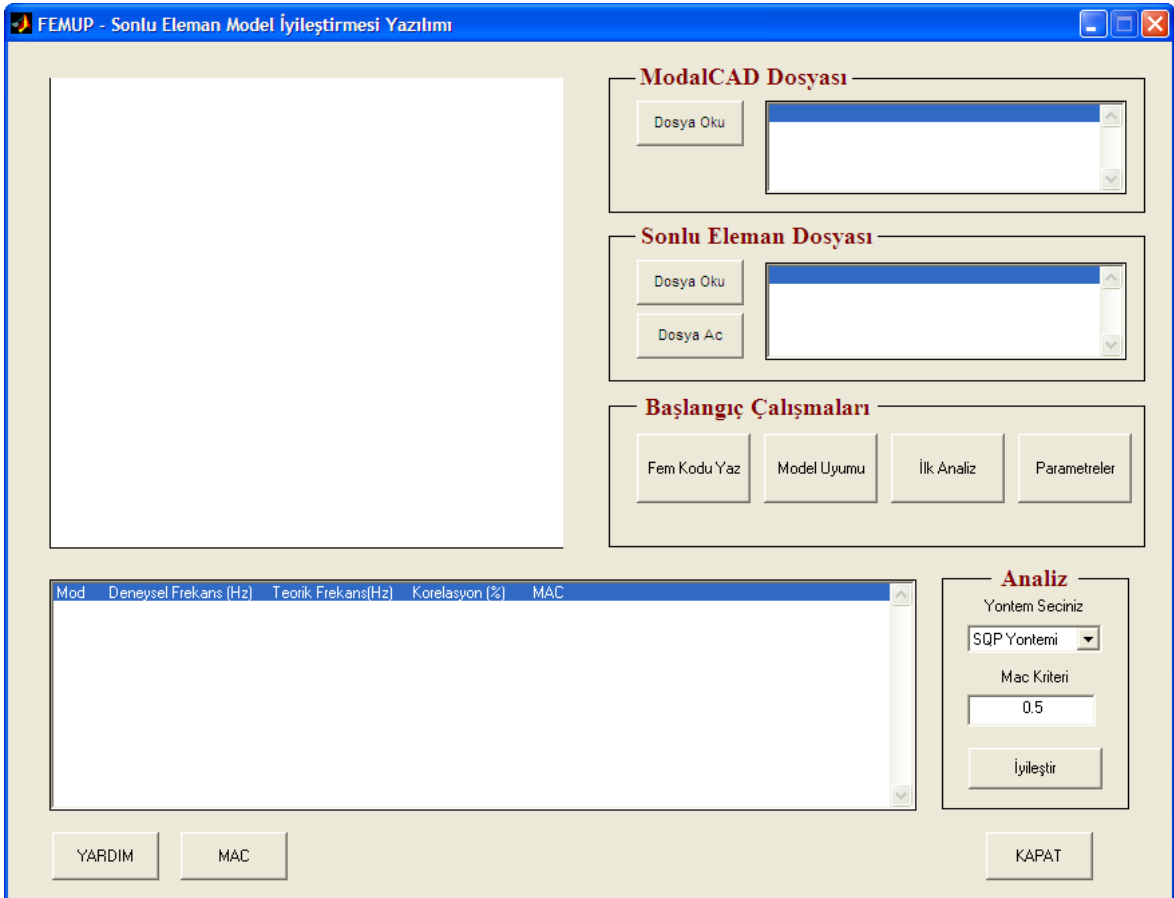 FEMUP - Sonlu Eleman Model İyileştirmesi Yazılımı
ModalCAD Dosyası
Dosya Oku
Sonlu Eleman Dosyası
Dosya Oku
Dosya Ac
Başlangıç Çalışmaları
Fem Kodu Yaz
Model Uyumu
İlk Analiz
Parametreler
Mod Deneysel Frekans (Hz) Teorik Frekans(Hz) Korelasyon (%) MAC
Analiz
Yontem Seciniz
SQP Yontemi
Mac Kriteri
0.5
İyileştir
YARDIM
MAC
KAPAT